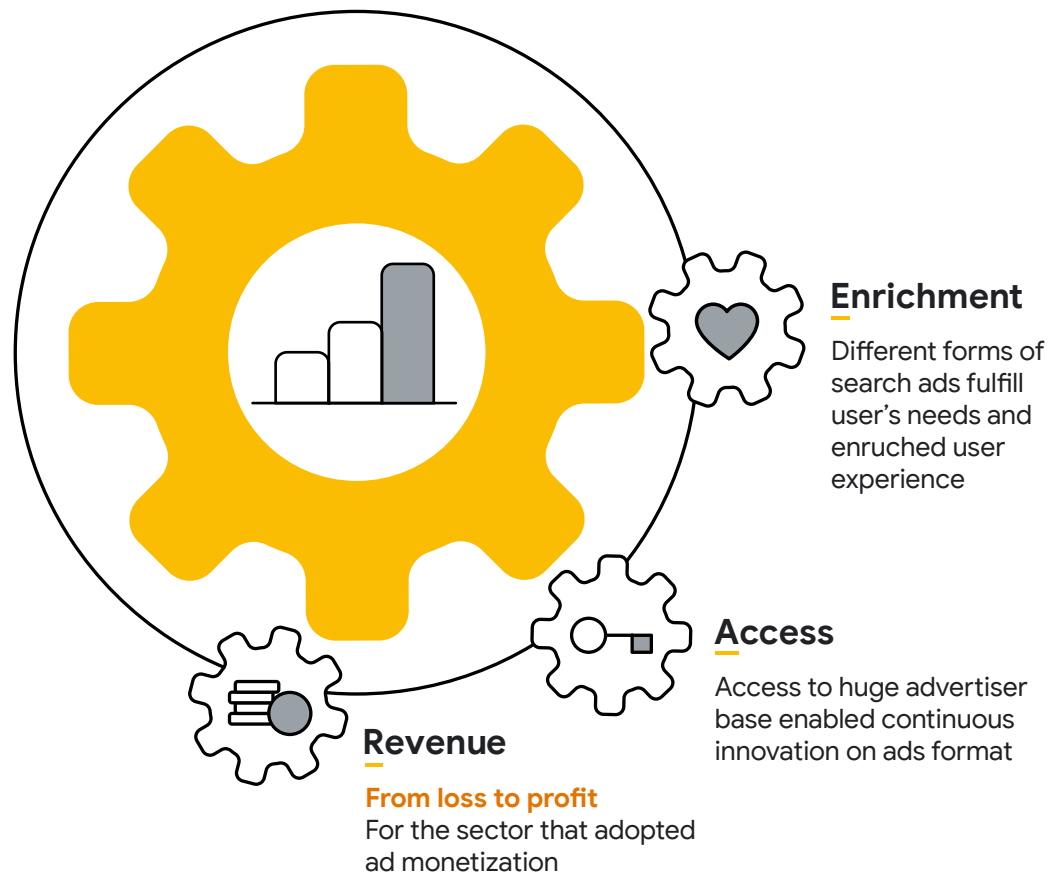 Enrichment
Different forms of
search ads fulfill
user’s needs and
enruched user
experience
Access
Access to huge advertiser
base enabled continuous
innovation on ads format
Revenue
From loss to profit
For the sector that adopted
ad monetization